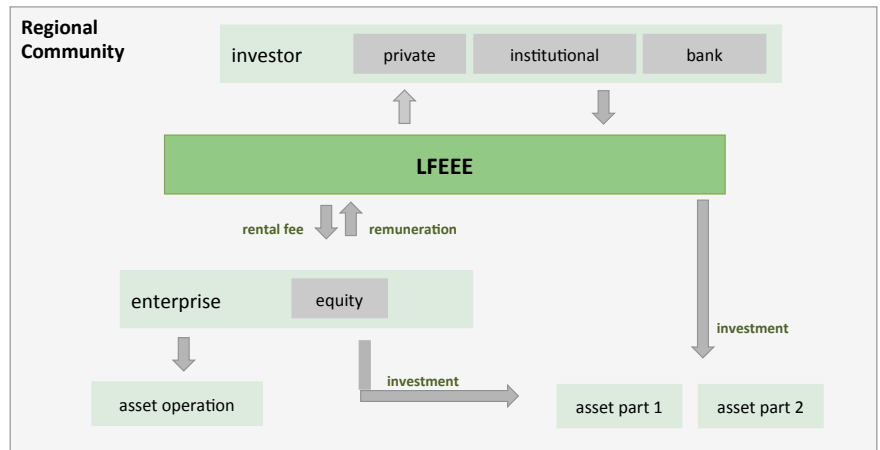 Regional
Community
investor
private
institutional
bank
LFEEE
rental fee
remuneration
enterprise
equity
investment
investment
asset operation
asset part 1
asset part 2